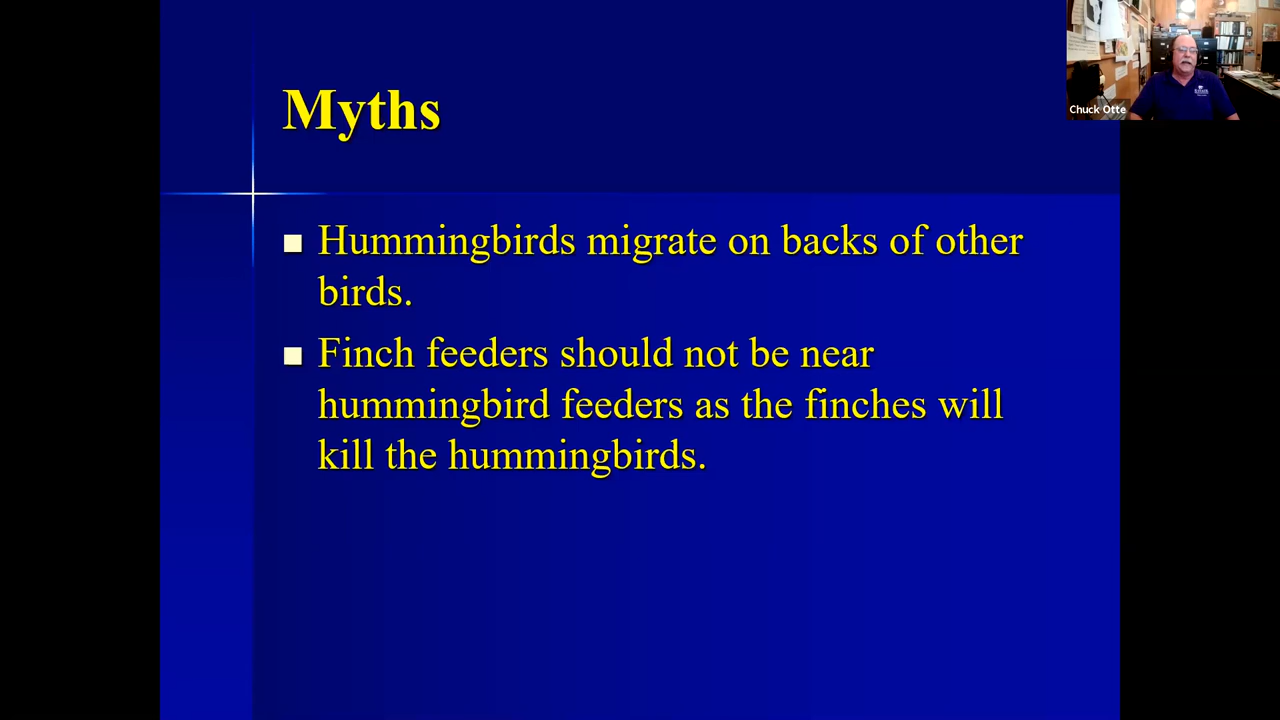 Myths
Hummingbirds migrate on backs of other
birds.
Finch feeders should not be near
hummingbird feeders as the finches will
kill the hummingbirds.
Chuck Otte